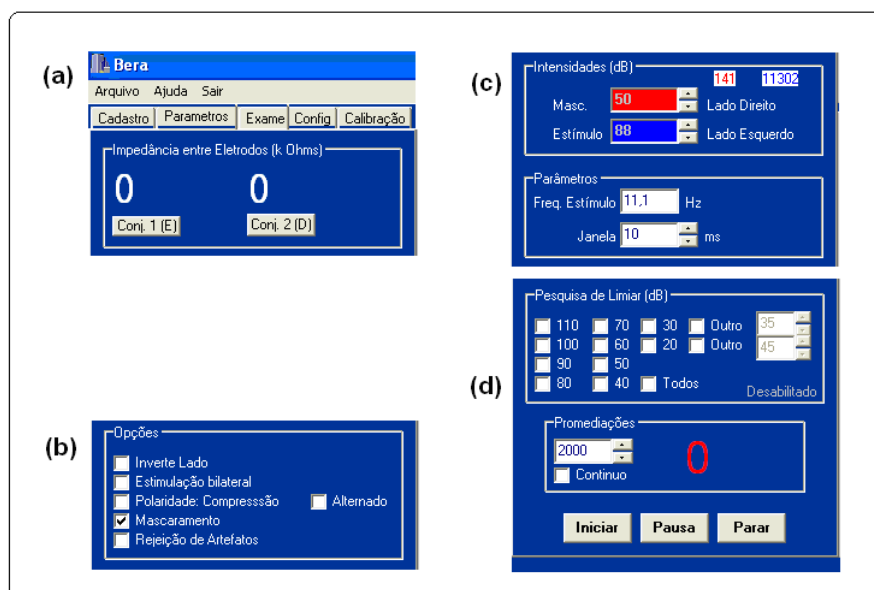 (a)
Bera
Arquivo Ajuda Sair
Cadastro Parametros Exame Config Calibração
Impedância entre Eletrodos (k Ohms)
0 0
Conj. 1 (E) Conj. 2 (D)
(b)
Opções
Inverte Lado
Estimulação bilateral
Polaridade: Compresssão Alternado
Mascaramento
Rejeição de Artefatos
(c)
Intensidades (dB)
141 11302
Masc. 50 Lado Direito
Estímulo 88 Lado Esquerdo
Parâmetros
Freq. Estímulo 11,1 Hz
Janela 10 ms
(d)
Pesquisa de Limiar (dB)
110 70 30 Outro 35
100 60 20 Outro 45
90 50
80 40 Todos
Desabilitado
Promediações
2000 0
Continuo
Iniciar Pausa Parar